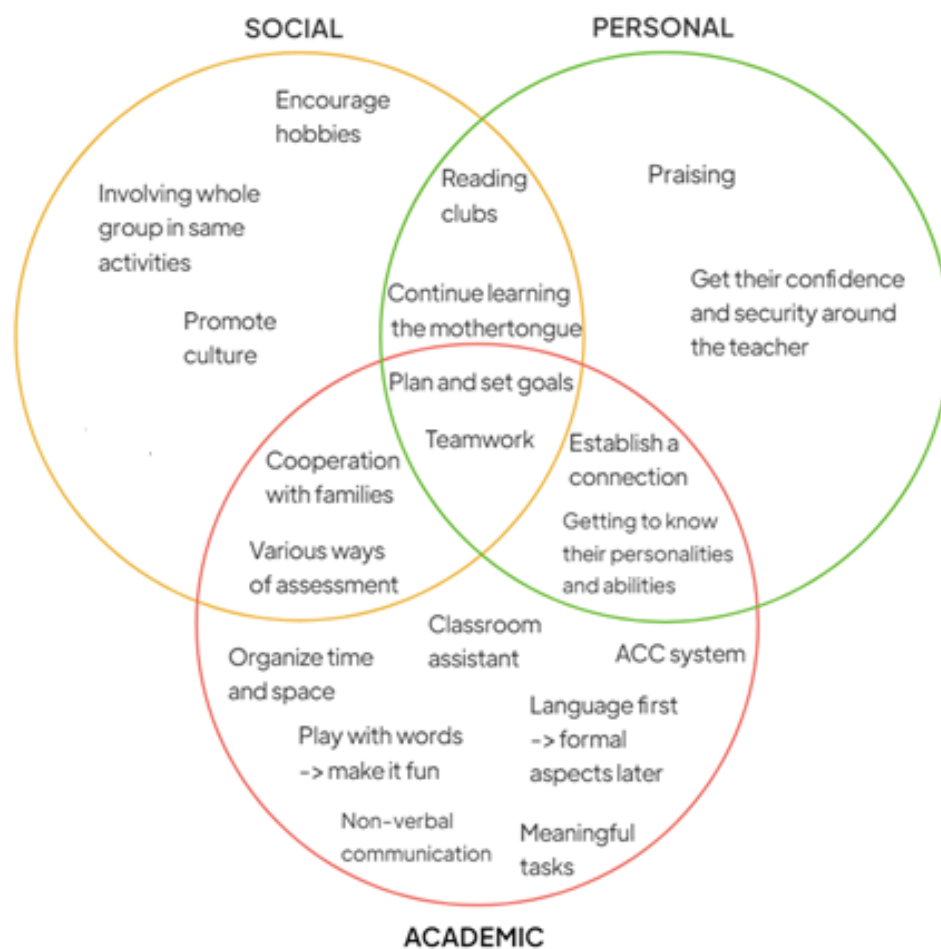 SOCIAL
PERSONAL
Encourage
hobbies
Involving whole
group in same
activities
Promote
culture
Reading
clubs
Continue learning
the mothertongue
Praising
Get their confidence
and security around
the teacher
Plan and set goals
Teamwork
Cooperation
with families
Various ways
of assessment
Establish a
connection
Getting to know
their personalities
and abilities
Classroom
assistant
ACC system
Organize time
and space
Language first
-> formal
aspects later
Play with words
-> make it fun
Non-verbal
communication
Meaningful
tasks
ACADEMIC